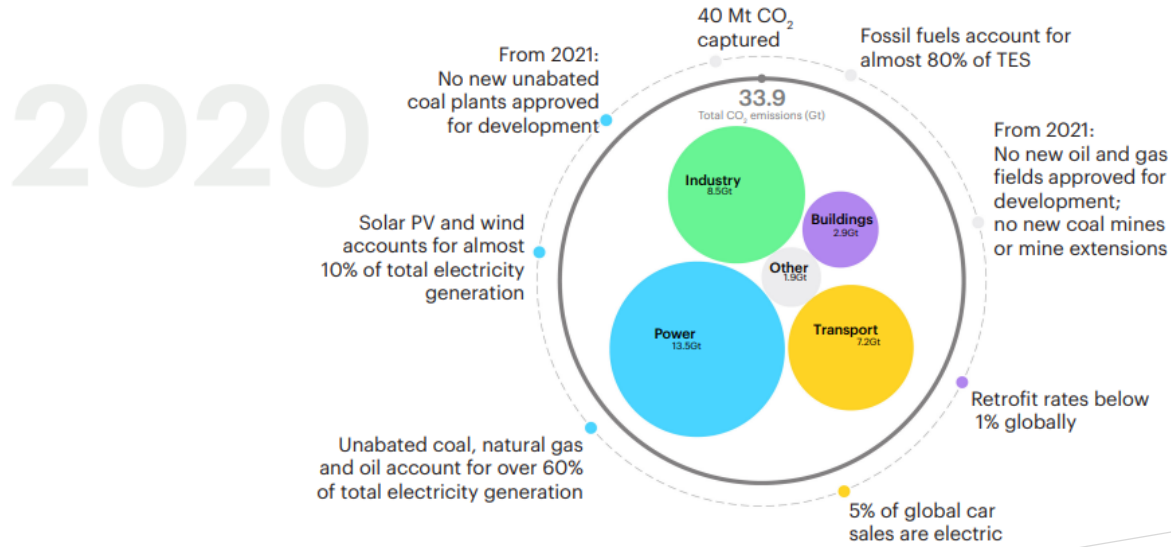 2020
40 Mt CO₂
captured
Fossil fuels account for
almost 80% of TES
From 2021:
No new unabated
coal plants approved
for development
33.9
Total CO₂ emissions (Gt)
From 2021:
No new oil and gas
fields approved for
development;
no new coal mines
or mine extensions
Industry
8.5Gt
Buildings
2.9Gt
Solar PV and wind
accounts for almost
10% of total electricity
generation
Other
1.9Gt
Power
13.5Gt
Transport
7.2Gt
Retrofit rates below
1% globally
Unabated coal, natural gas
and oil account for over 60%
of total electricity generation
5% of global car
sales are electric